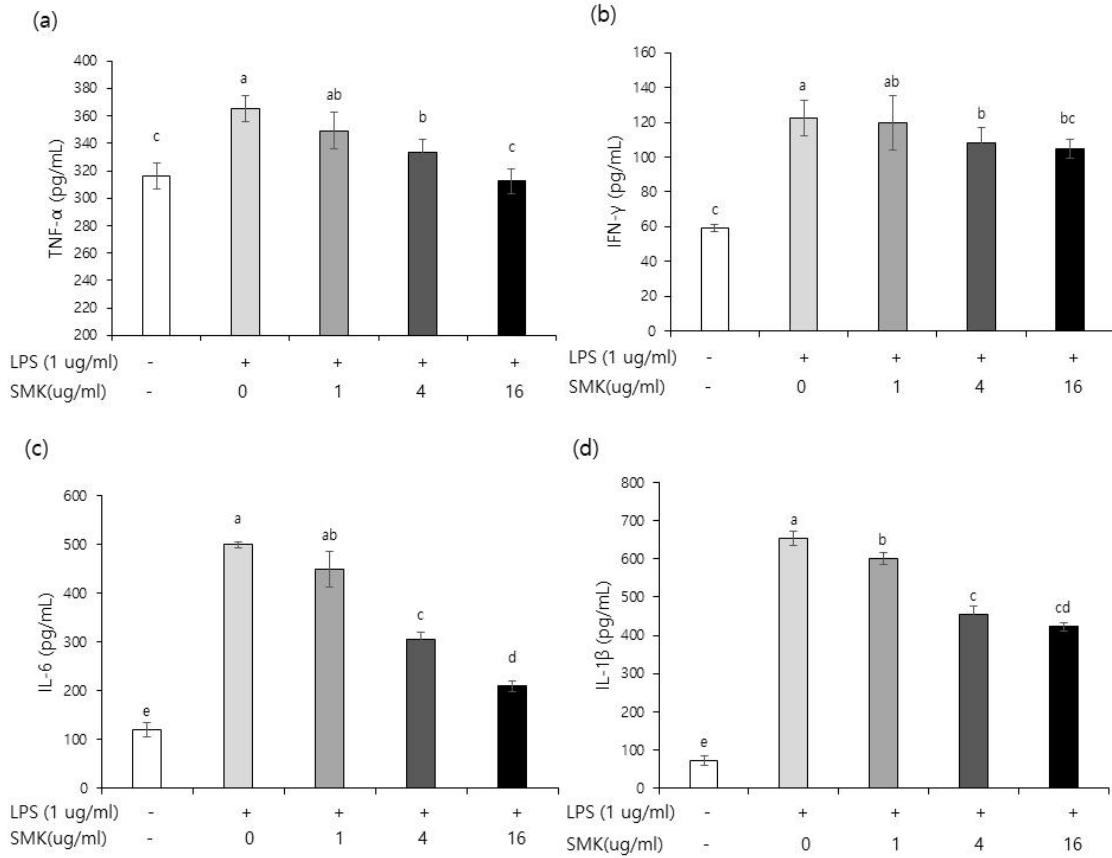 (a)
400
380
360
340
320
300
280
260
240
220
200
TNF-α (pg/mL)
c
a
ab
b
c
LPS (1 ug/ml) - + + + +
SMK(ug/ml) - 0 1 4 16
(b)
160
140
120
100
80
60
40
20
0
IFN-γ (pg/mL)
c
a
ab
b
bc
LPS (1 ug/ml) - + + + +
SMK(ug/ml) - 0 1 4 16
(c)
600
500
400
300
200
100
0
IL-6 (pg/mL)
e
a
ab
c
d
LPS (1 ug/ml) - + + + +
SMK(ug/ml) - 0 1 4 16
(d)
800
700
600
500
400
300
200
100
0
IL-1β (pg/mL)
e
a
b
c
cd
LPS (1 ug/ml) - + + + +
SMK(ug/ml) - 0 1 4 16